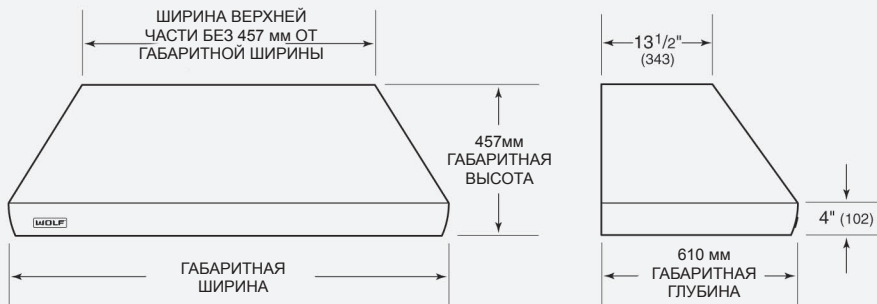 ШИРИНА ВЕРХНЕЙ
ЧАСТИ БЕЗ 457 мм ОТ
ГАБАРИТНОЙ ШИРИНЫ
13 1/2"
(343)
457мм
ГАБАРИТНАЯ
ВЫСОТА
WOLF
4" (102)
ГАБАРИТНАЯ
ШИРИНА
610 мм
ГАБАРИТНАЯ
ГЛУБИНА